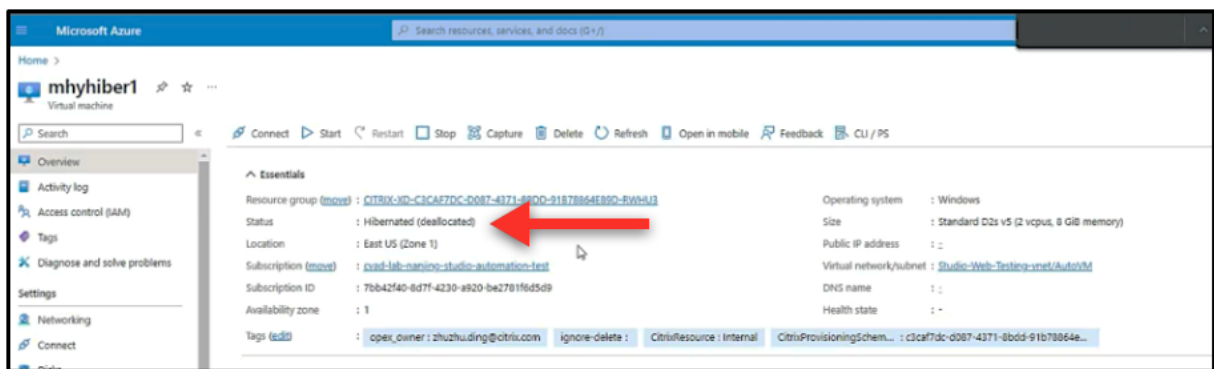 Microsoft Azure
Search resources, services, and docs (G+/)
Home >
mhyhiber1
Virtual machine
Search
Connect Start Restart Stop Capture Delete Refresh Open in mobile Feedback CLI / PS
Overview
Activity log
Access control (IAM)
Tags
Diagnose and solve problems
Settings
Networking
Connect
Disks
Essentials
Resource group (move) : CITRIX-XD-C3CAF7DC-D087-4371-8BDD-91B78864E89D-RWHU3
Status : Hibernated (deallocated)
Location : East US (Zone 1)
Subscription (move) : cvad-lab-nanjing-studio-automation-test
Subscription ID : 7bb42f40-8d7f-4230-a920-be2781f6d5d9
Availability zone : 1
Operating system : Windows
Size : Standard D2s v5 (2 vcpus, 8 GiB memory)
Public IP address : -
Virtual network/subnet : Studio-Web-Testing-vnet/AutoVM
DNS name : -
Health state : -
Tags (edit) : opex_owner : zhuzhu.ding@citrix.com ignore-delete : CitrixResource : Internal CitrixProvisioningSchem... : c3caf7dc-d087-4371-8bdd-91b78864e...